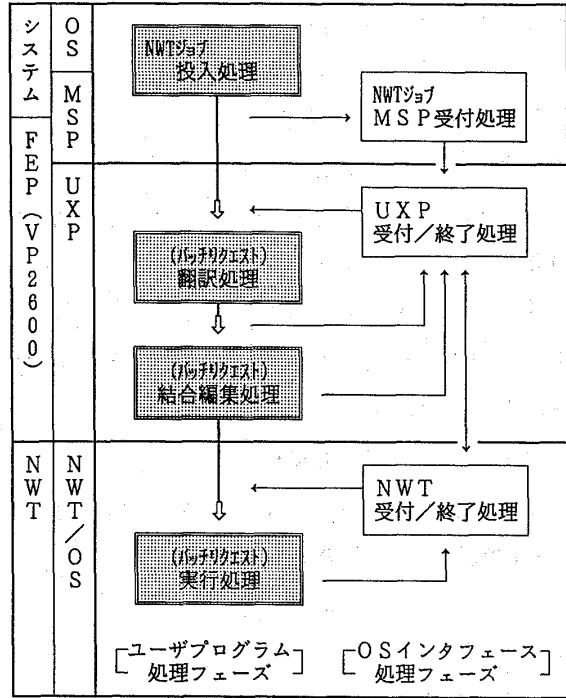 システム
OS
MSP
NWTジョブ
投入処理
NWTジョブ
MSP受付処理
FEP(VP2600)
UXP
UXP
受付/終了処理
(バッチリクエスト)
翻訳処理
(バッチリクエスト)
結合編集処理
NWT
NWT/OS
NWT
受付/終了処理
(バッチリクエスト)
実行処理
ユーザプログラム
処理フェーズ
OSインタフェース
処理フェーズ